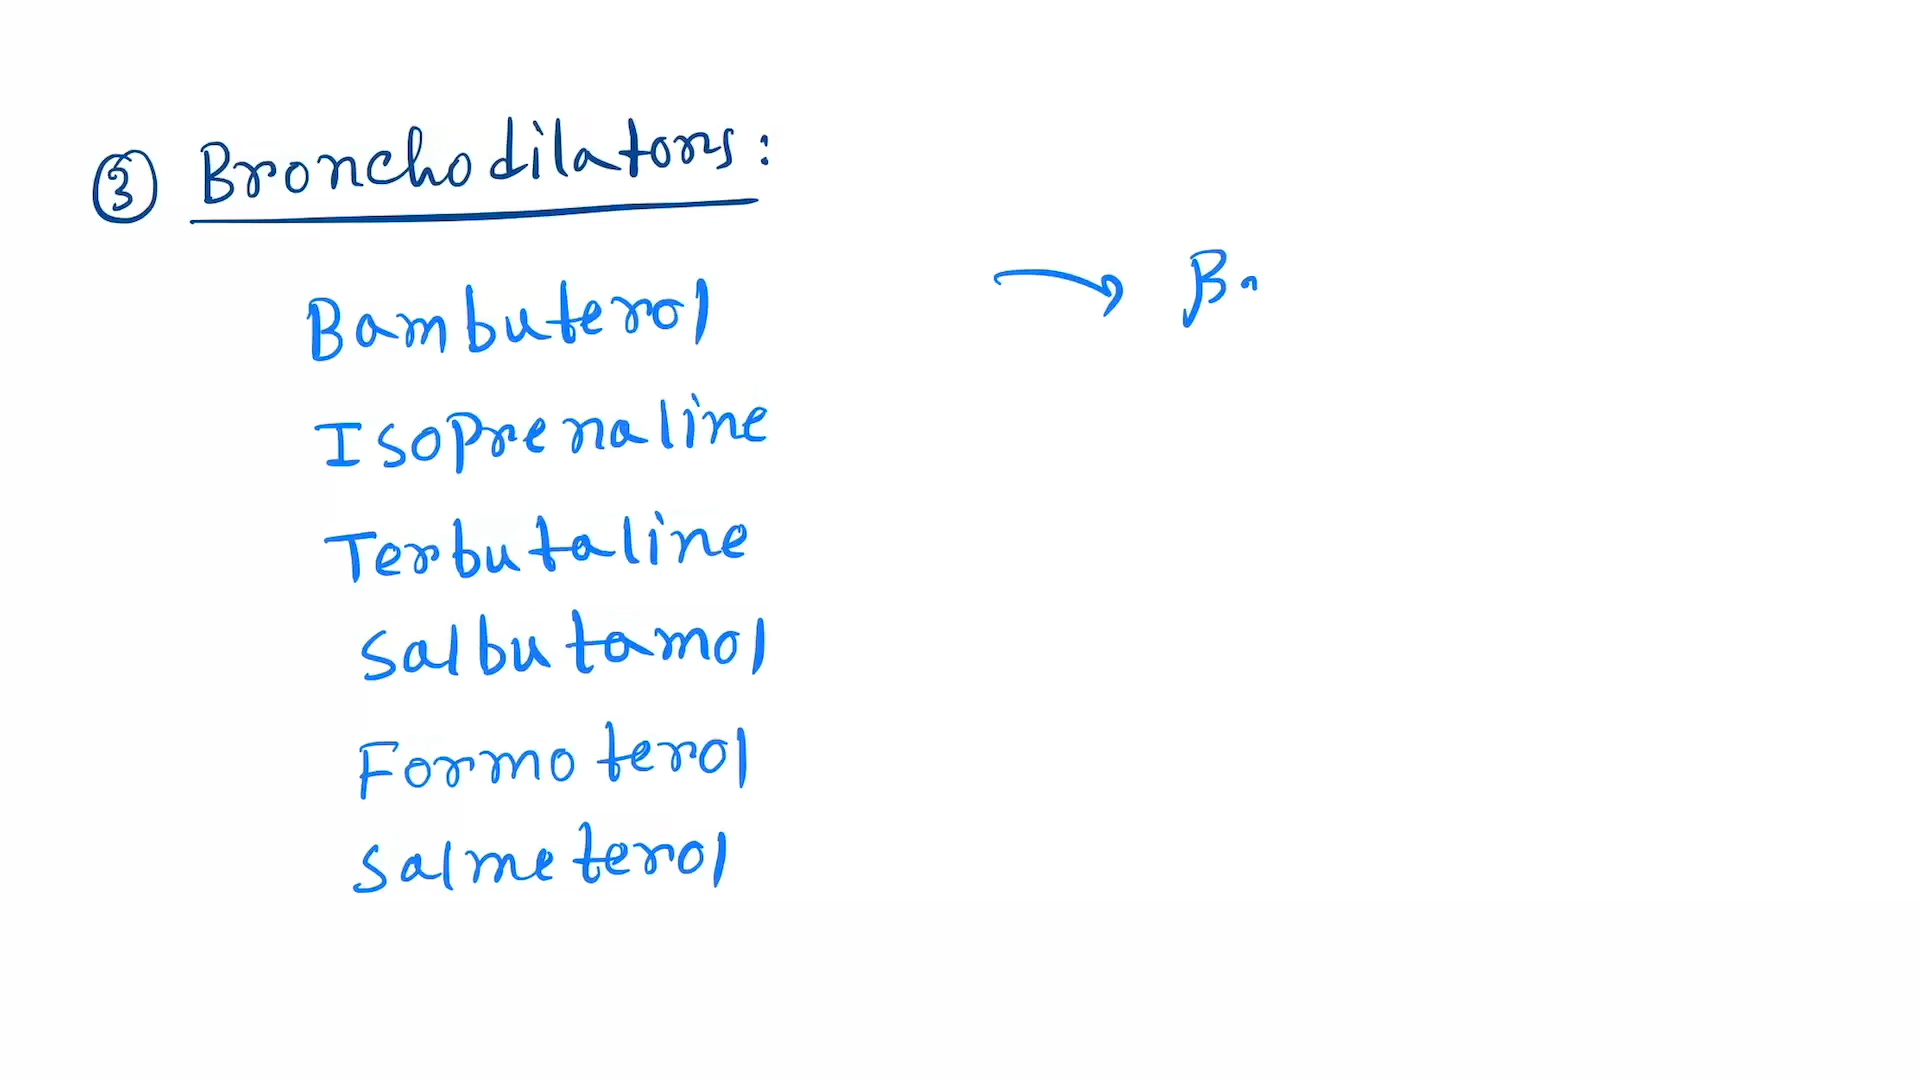 ③ Bronchodilators:
→ β
Bambuterol
Isoprenaline
Terbutaline
Salbutamol
Formoterol
Salmeterol